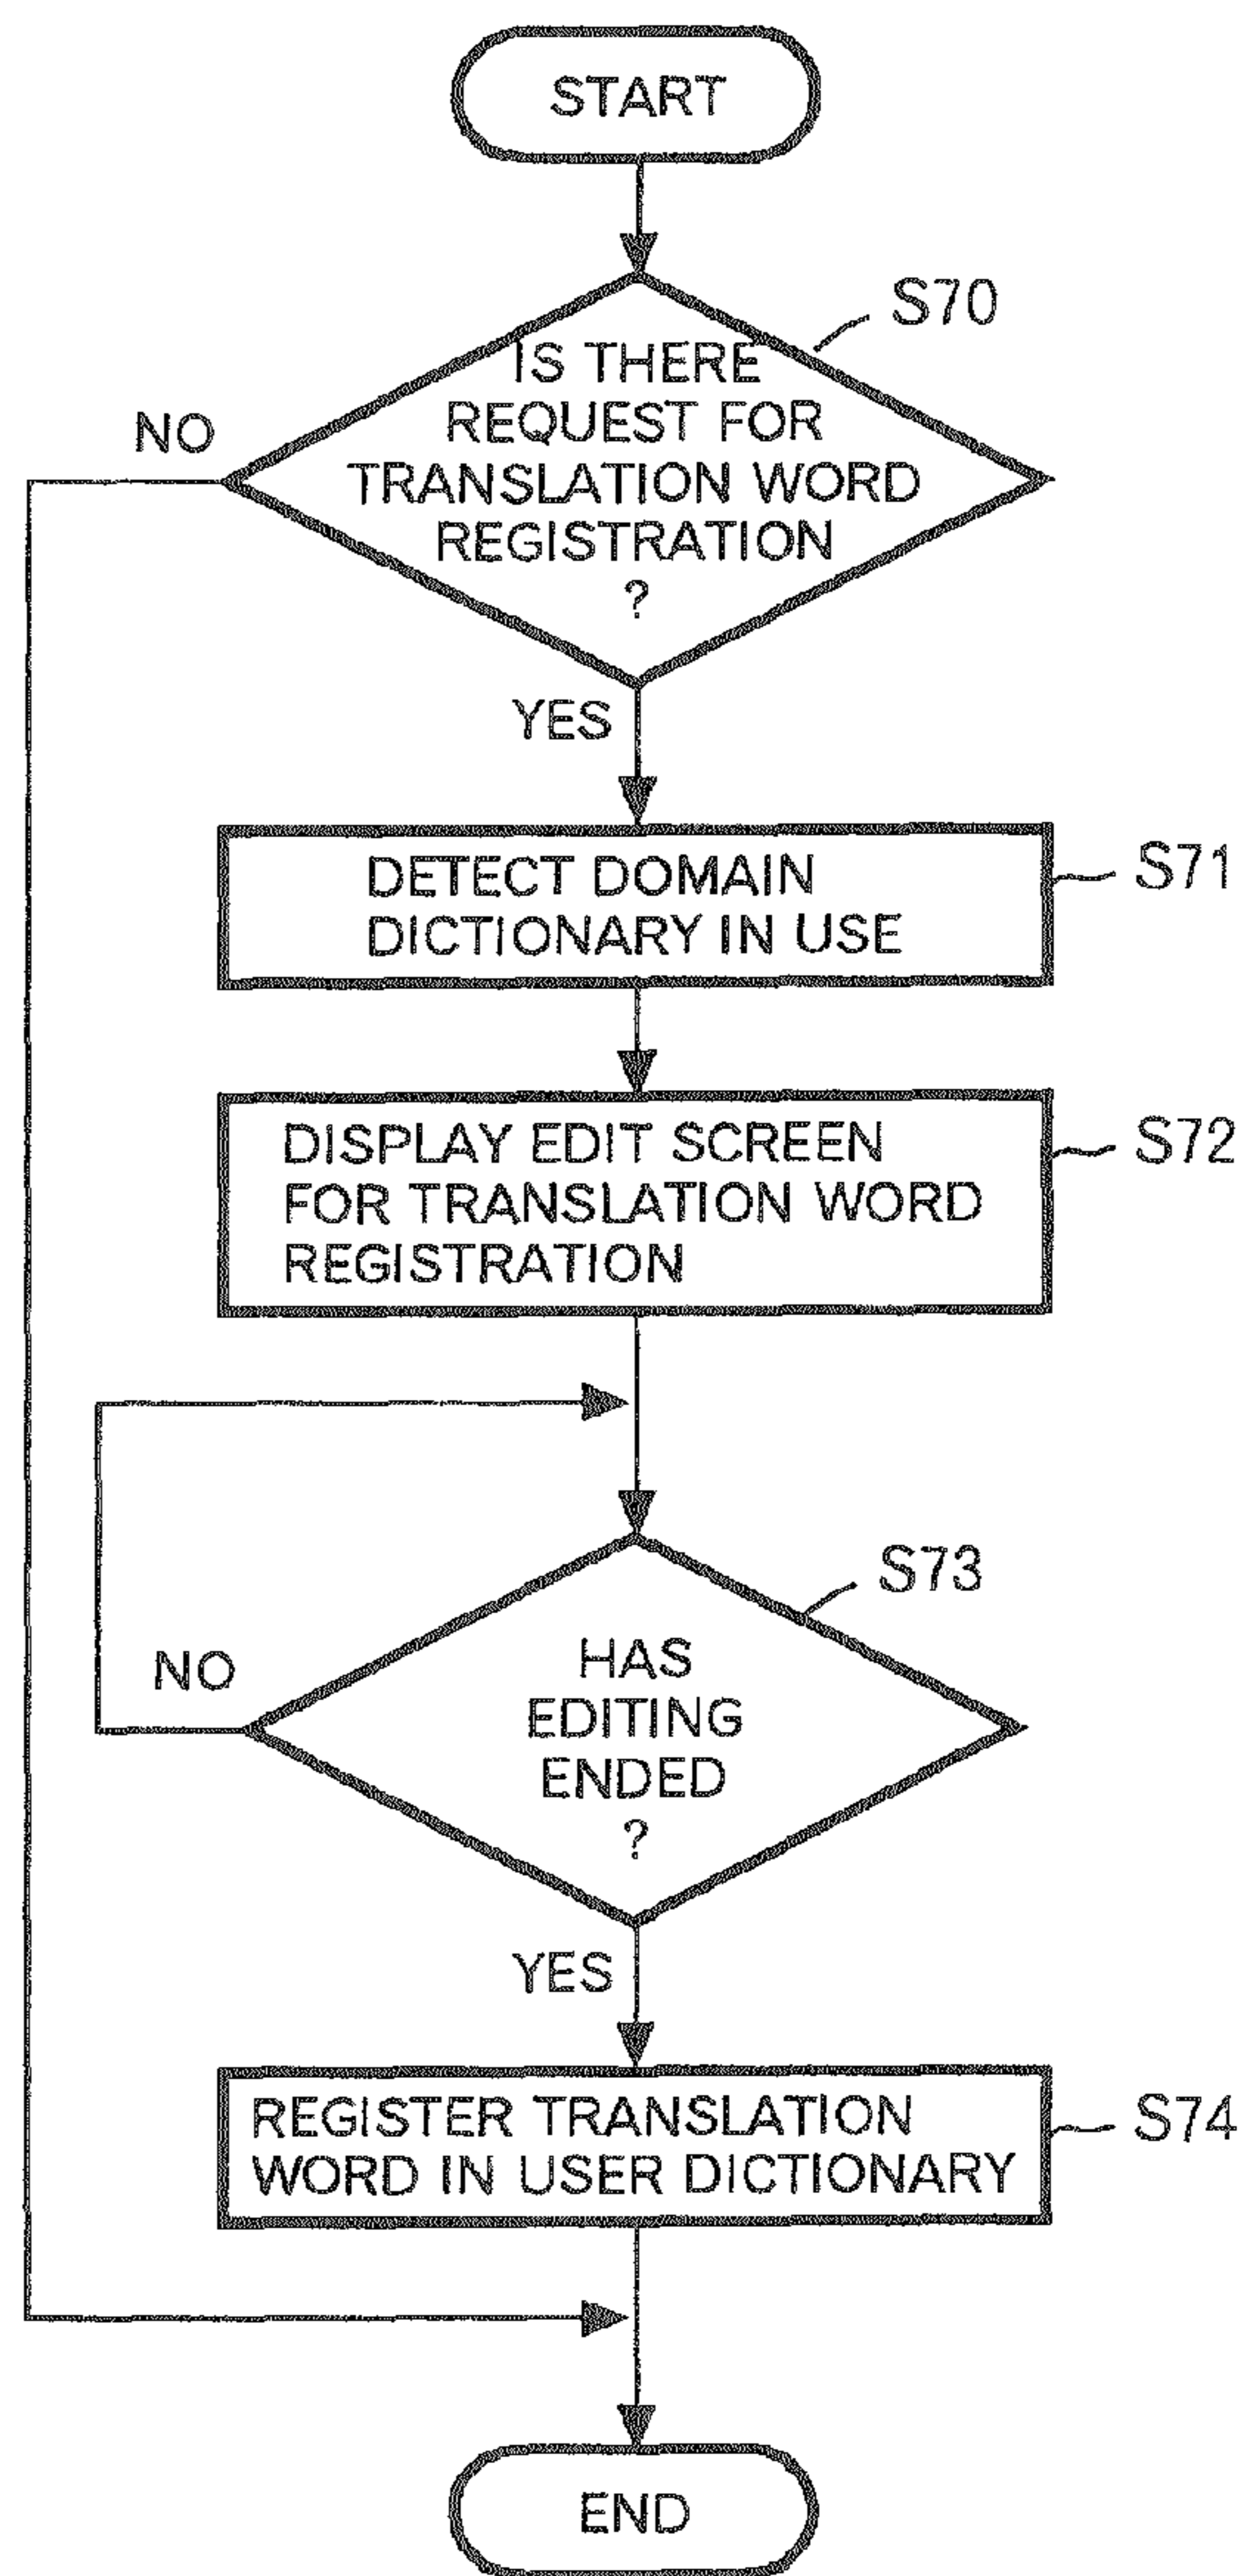 START
S70
IS THERE
REQUEST FOR
TRANSLATION WORD
REGISTRATION
?
NO
YES
DETECT DOMAIN
DICTIONARY IN USE
S71
DISPLAY EDIT SCREEN
FOR TRANSLATION WORD
REGISTRATION
S72
S73
HAS
EDITING
ENDED
?
NO
YES
REGISTER TRANSLATION
WORD IN USER DICTIONARY
S74
END